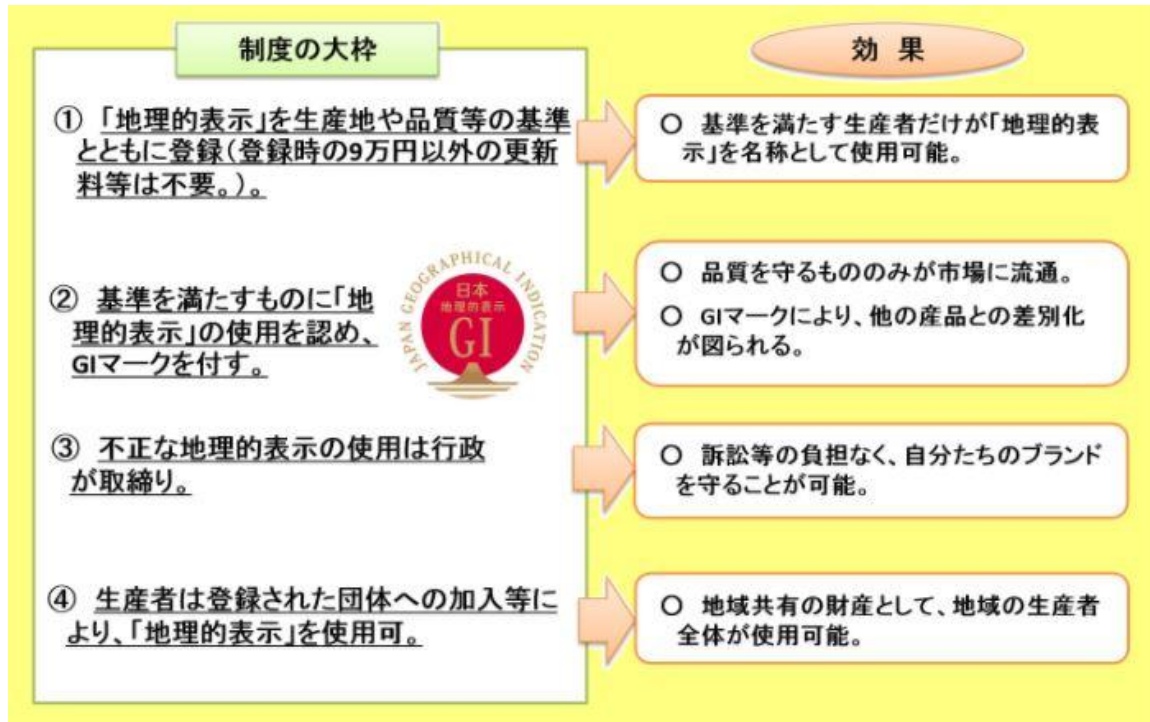 制度の大枠
効 果
① 「地理的表示」を生産地や品質等の基準
とともに登録(登録時の9万円以外の更新
料等は不要。)。
○ 基準を満たす生産者だけが「地理的表
示」を名称として使用可能。
② 基準を満たすものに「地
理的表示」の使用を認め、
GIマークを付す。
JAPAN GEOGRAPHICAL INDICATION
日本
地理的表示
GI
○ 品質を守るもののみが市場に流通。
○ GIマークにより、他の産品との差別化
が図られる。
③ 不正な地理的表示の使用は行政
が取締り。
○ 訴訟等の負担なく、自分たちのブランド
を守ることが可能。
④ 生産者は登録された団体への加入等に
より、「地理的表示」を使用可。
○ 地域共有の財産として、地域の生産者
全体が使用可能。